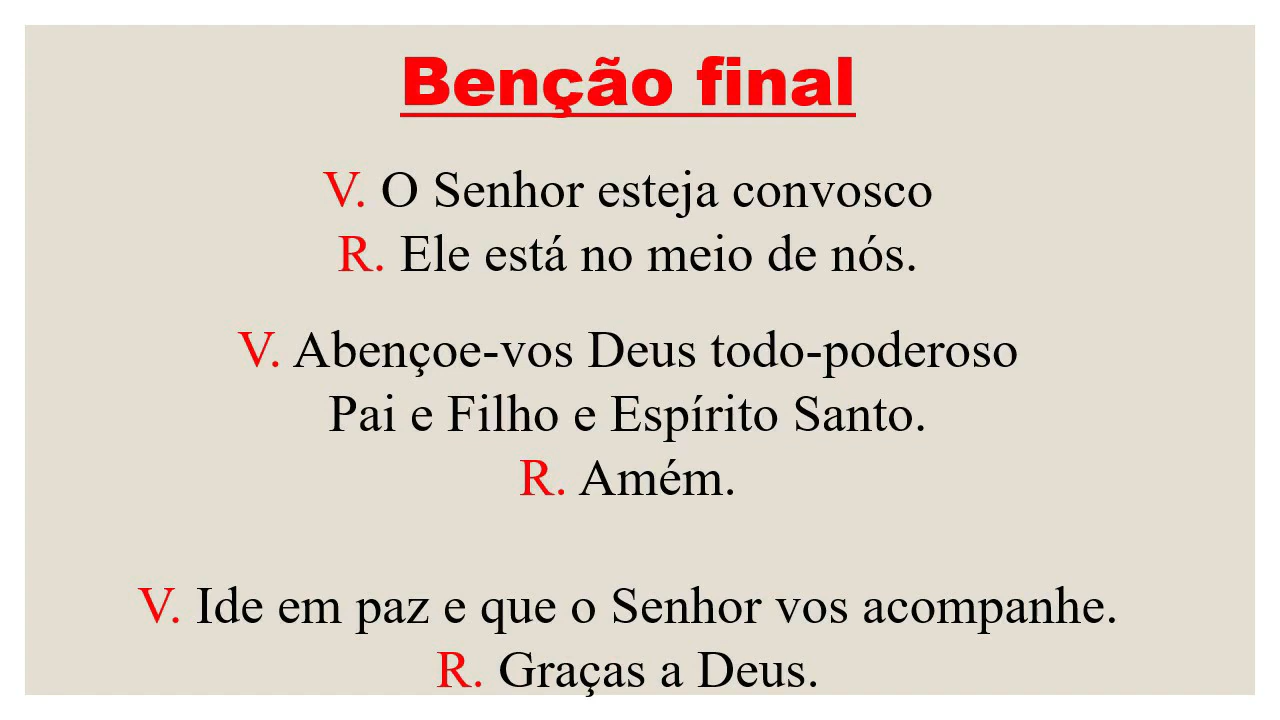 Benção final
V. O Senhor esteja convosco
R. Ele está no meio de nós.
V. Abençoe-vos Deus todo-poderoso
Pai e Filho e Espírito Santo.
R. Amém.
V. Ide em paz e que o Senhor vos acompanhe.
R. Graças a Deus.